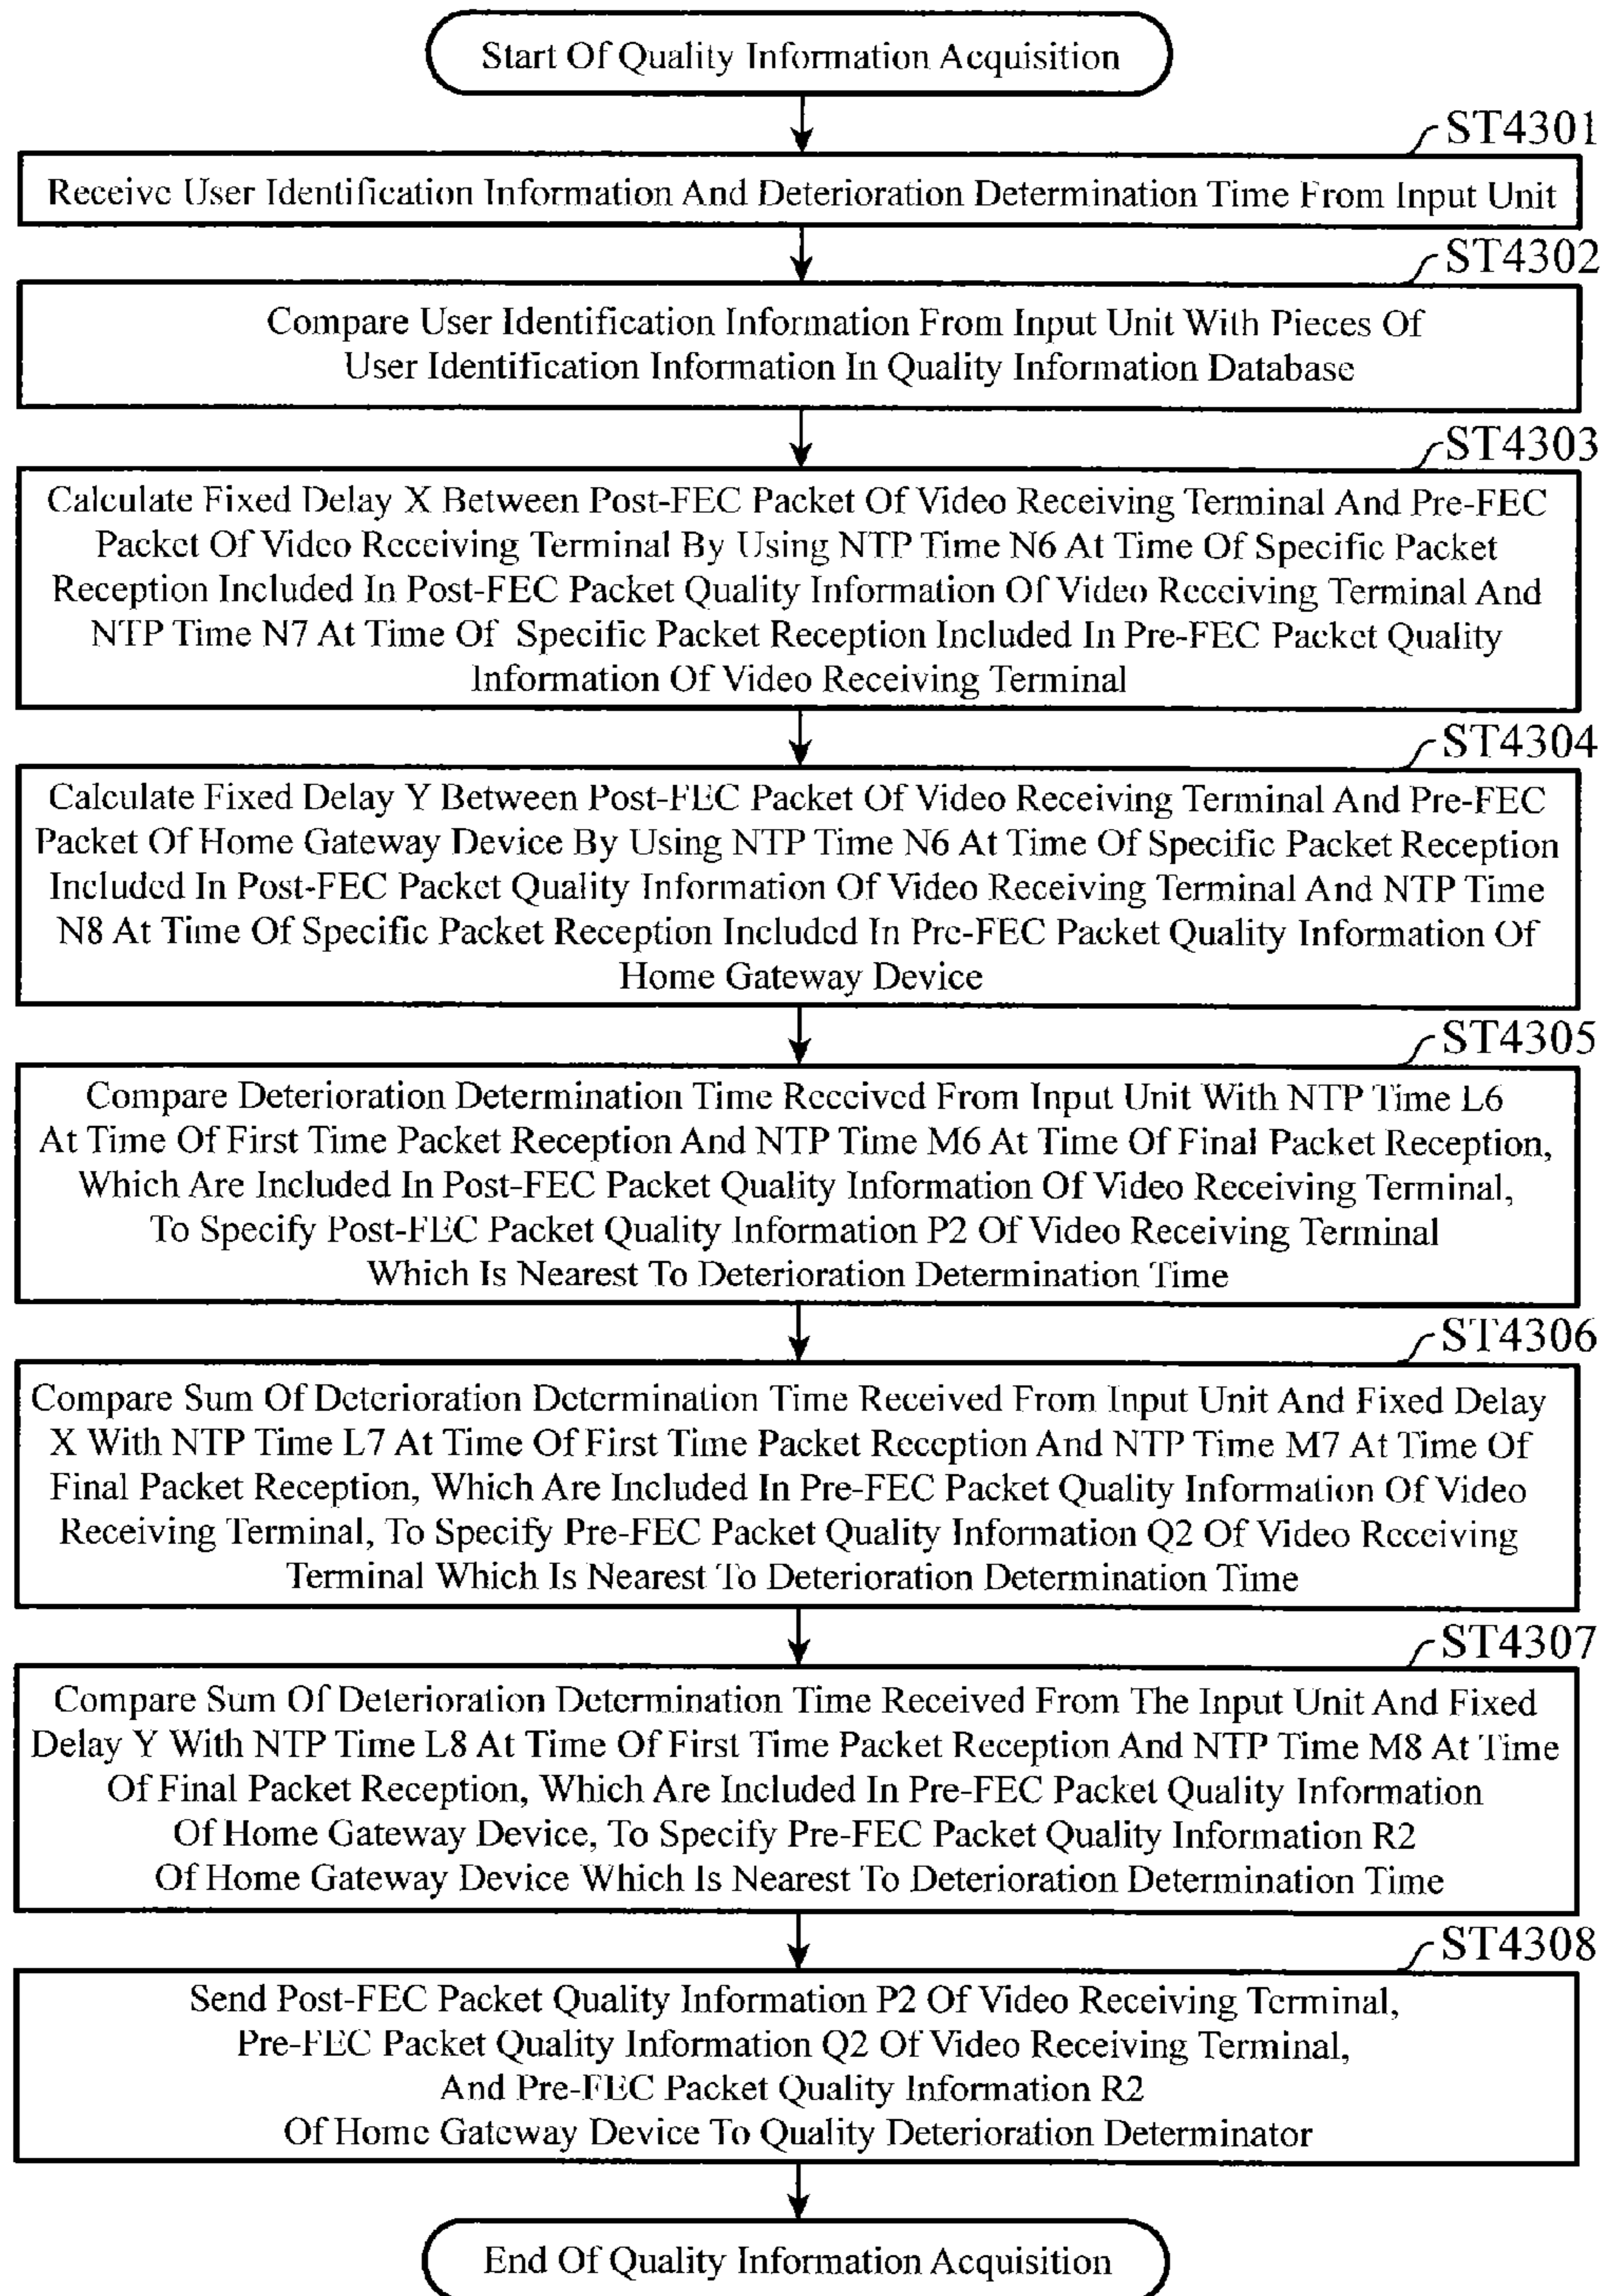 Start Of Quality Information Acquisition
ST4301
Receive User Identification Information And Deterioration Determination Time From Input Unit
ST4302
Compare User Identification Information From Input Unit With Pieces Of
User Identification Information In Quality Information Database
ST4303
Calculate Fixed Delay X Between Post-FEC Packet Of Video Receiving Terminal And Pre-FEC
Packet Of Video Receiving Terminal By Using NTP Time N6 At Time Of Specific Packet
Reception Included In Post-FEC Packet Quality Information Of Video Receiving Terminal And
NTP Time N7 At Time Of Specific Packet Reception Included In Pre-FEC Packet Quality
Information Of Video Receiving Terminal
ST4304
Calculate Fixed Delay Y Between Post-FEC Packet Of Video Receiving Terminal And Pre-FEC
Packet Of Home Gateway Device By Using NTP Time N6 At Time Of Specific Packet Reception
Included In Post-FEC Packet Quality Information Of Video Receiving Terminal And NTP Time
N8 At Time Of Specific Packet Reception Included In Pre-FEC Packet Quality Information Of
Home Gateway Device
ST4305
Compare Deterioration Determination Time Received From Input Unit With NTP Time L6
At Time Of First Time Packet Reception And NTP Time M6 At Time Of Final Packet Reception,
Which Are Included In Post-FEC Packet Quality Information Of Video Receiving Terminal,
To Specify Post-FEC Packet Quality Information P2 Of Video Receiving Terminal
Which Is Nearest To Deterioration Determination Time
ST4306
Compare Sum Of Deterioration Determination Time Received From Input Unit And Fixed Delay
X With NTP Time L7 At Time Of First Time Packet Reception And NTP Time M7 At Time Of
Final Packet Reception, Which Are Included In Pre-FEC Packet Quality Information Of Video
Receiving Terminal, To Specify Pre-FEC Packet Quality Information Q2 Of Video Receiving
Terminal Which Is Nearest To Deterioration Determination Time
ST4307
Compare Sum Of Deterioration Determination Time Received From The Input Unit And Fixed
Delay Y With NTP Time L8 At Time Of First Time Packet Reception And NTP Time M8 At Time
Of Final Packet Reception, Which Are Included In Pre-FEC Packet Quality Information
Of Home Gateway Device, To Specify Pre-FEC Packet Quality Information R2
Of Home Gateway Device Which Is Nearest To Deterioration Determination Time
ST4308
Send Post-FEC Packet Quality Information P2 Of Video Receiving Terminal,
Pre-FEC Packet Quality Information Q2 Of Video Receiving Terminal,
And Pre-FEC Packet Quality Information R2
Of Home Gateway Device To Quality Deterioration Determinator
End Of Quality Information Acquisition